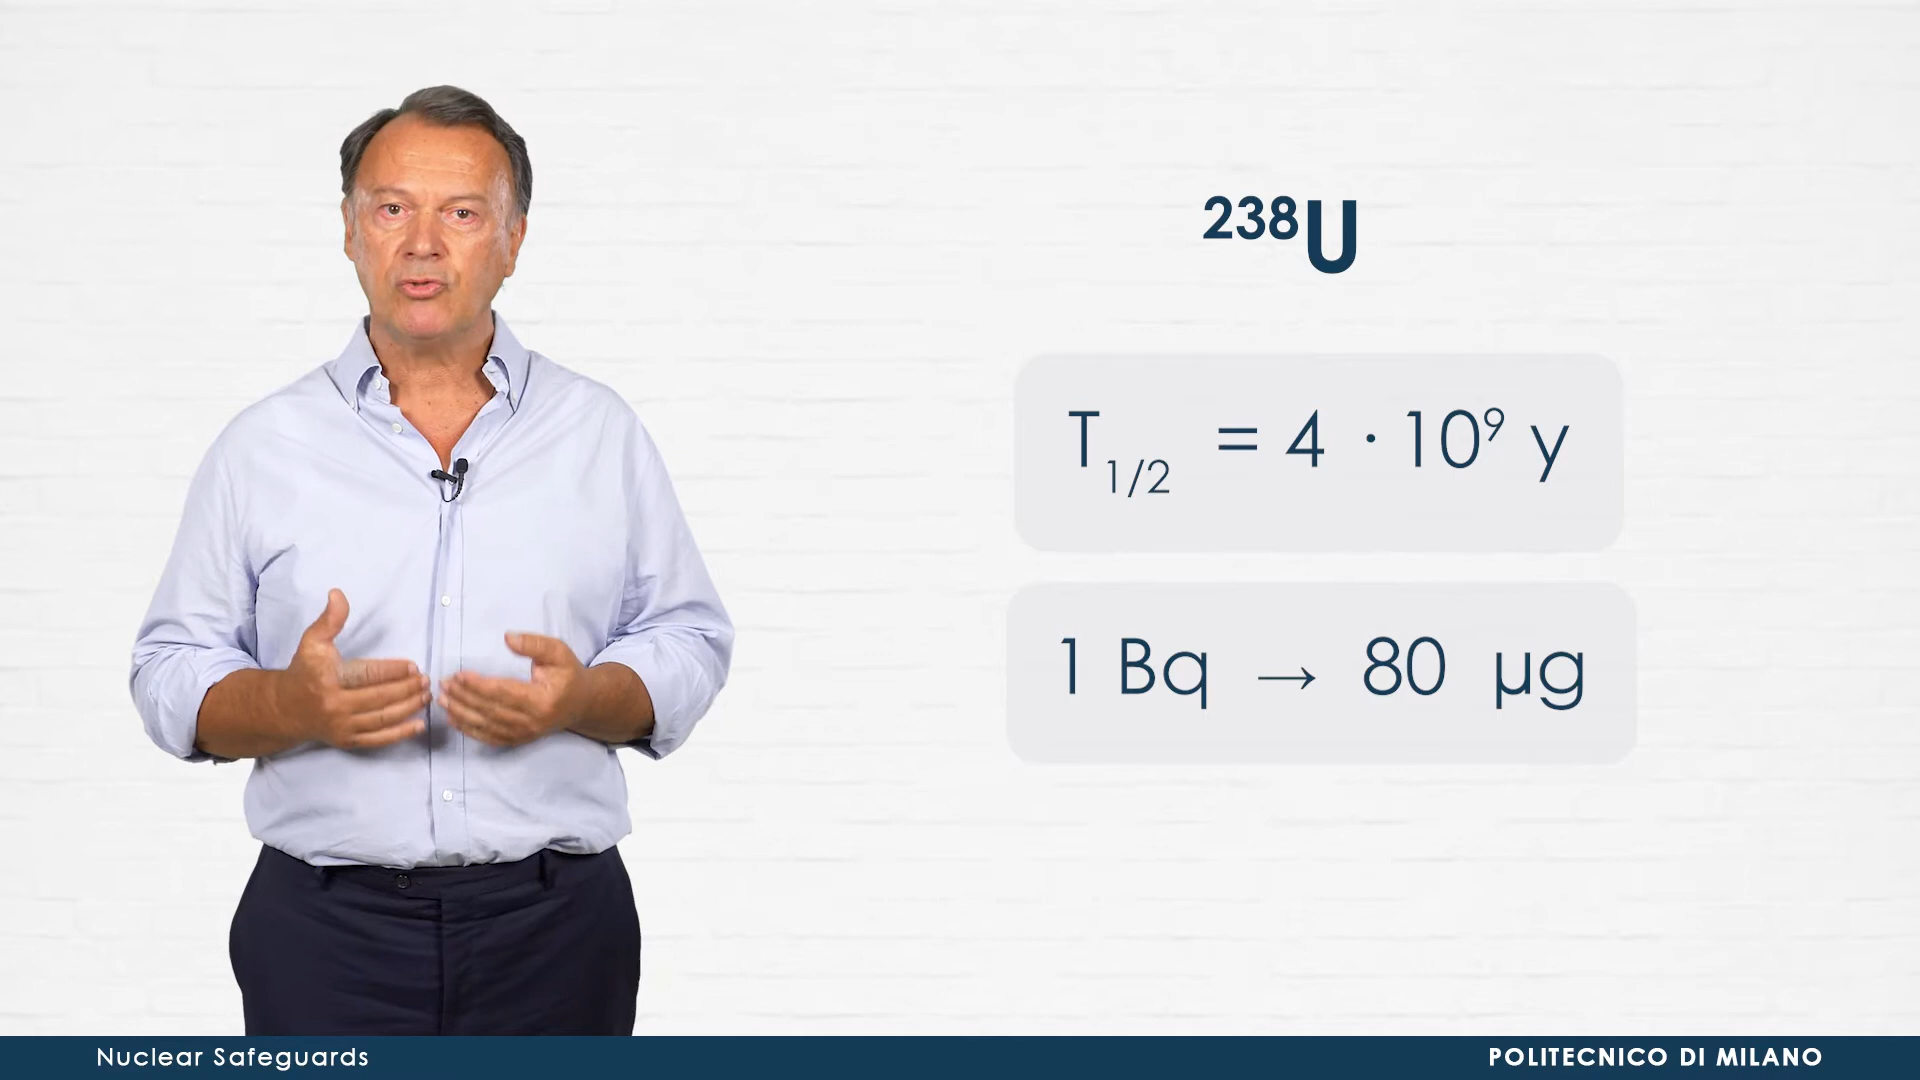 ²³⁸U
T₁/₂ = 4 · 10⁹ y
1 Bq → 80 µg
Nuclear Safeguards
POLITECNICO DI MILANO